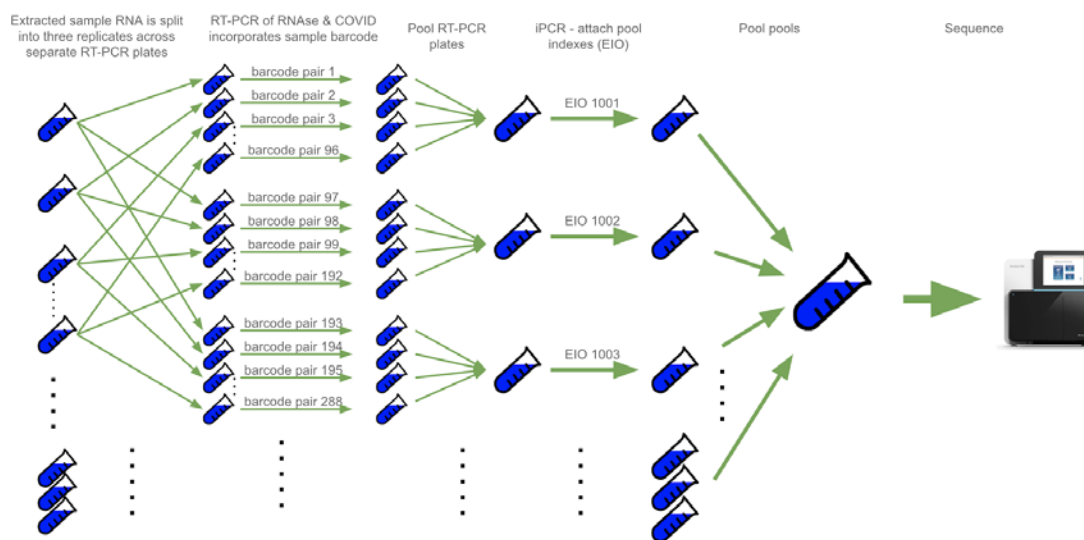 Extracted sample RNA is split
into three replicates across
separate RT-PCR plates
RT-PCR of RNAse & COVID
incorporates sample barcode
Pool RT-PCR
plates
iPCR - attach pool
indexes (EIO)
Pool pools
Sequence
barcode pair 1
barcode pair 2
barcode pair 3
barcode pair 96
barcode pair 97
barcode pair 98
barcode pair 99
barcode pair 192
barcode pair 193
barcode pair 194
barcode pair 195
barcode pair 288
EIO 1001
EIO 1002
EIO 1003